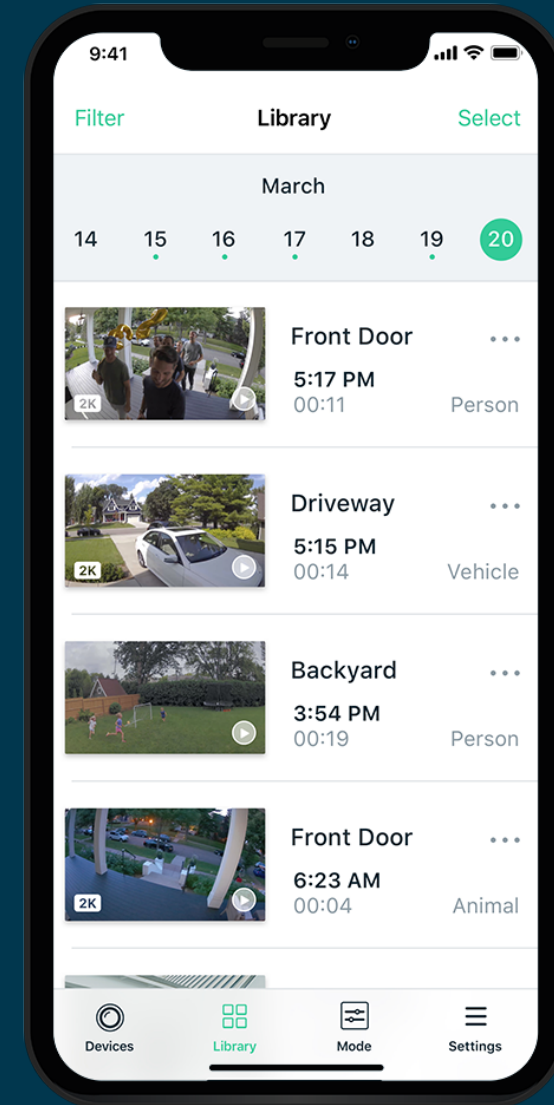 9:41
Filter Library Select
March
14 15 16 17 18 19 20
Front Door
5:17 PM
00:11 Person
2K
Driveway
5:15 PM
00:14 Vehicle
2K
Backyard
3:54 PM
00:19 Person
Front Door
6:23 AM
00:04 Animal
2K
Devices Library Mode Settings